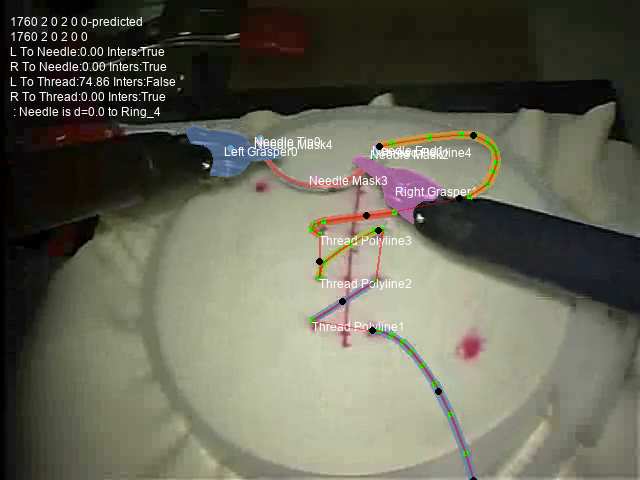 1760 2 0 2 0 0-predicted
1760 2 0 2 0 0
L To Needle:0.00 Inters:True
R To Needle:0.00 Inters:True
L To Thread:74.86 Inters:False
R To Thread:0.00 Inters:True
: Needle is d=0.0 to Ring_4
Needle Tip0
Needle Mask4
Left Grasper0
Needle End1
Needle Mask2
Needle Mask3
Right Grasper1
Thread Polyline3
Thread Polyline2
Thread Polyline1